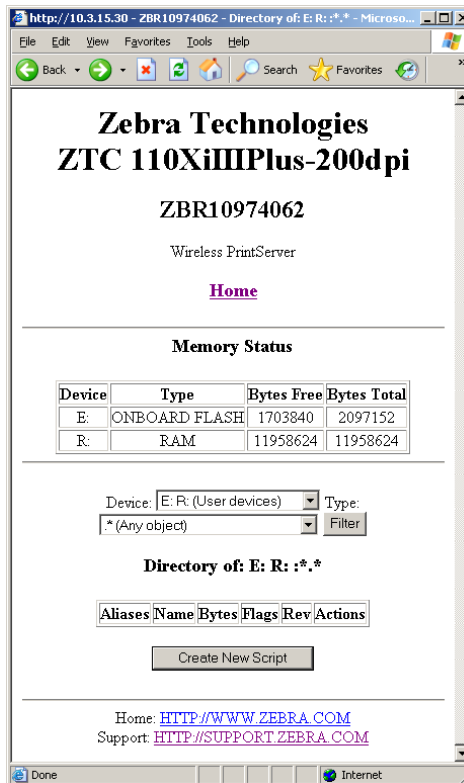 http://10.3.15.30 - ZBR10974062 - Directory of: E: R: :*.* - Microso...
File Edit View Favorites Tools Help
Back Search Favorites »
Zebra Technologies
ZTC 110XiIIIPlus-200dpi
ZBR10974062
Wireless PrintServer
Home
Memory Status
Device Type Bytes Free Bytes Total
E: ONBOARD FLASH 1703840 2097152
R: RAM 11958624 11958624
Device: E: R: (User devices) Type:
.* (Any object) Filter
Directory of: E: R: :*.*
Aliases Name Bytes Flags Rev Actions
Create New Script
Home: HTTP://WWW.ZEBRA.COM
Support: HTTP://SUPPORT.ZEBRA.COM
Done Internet